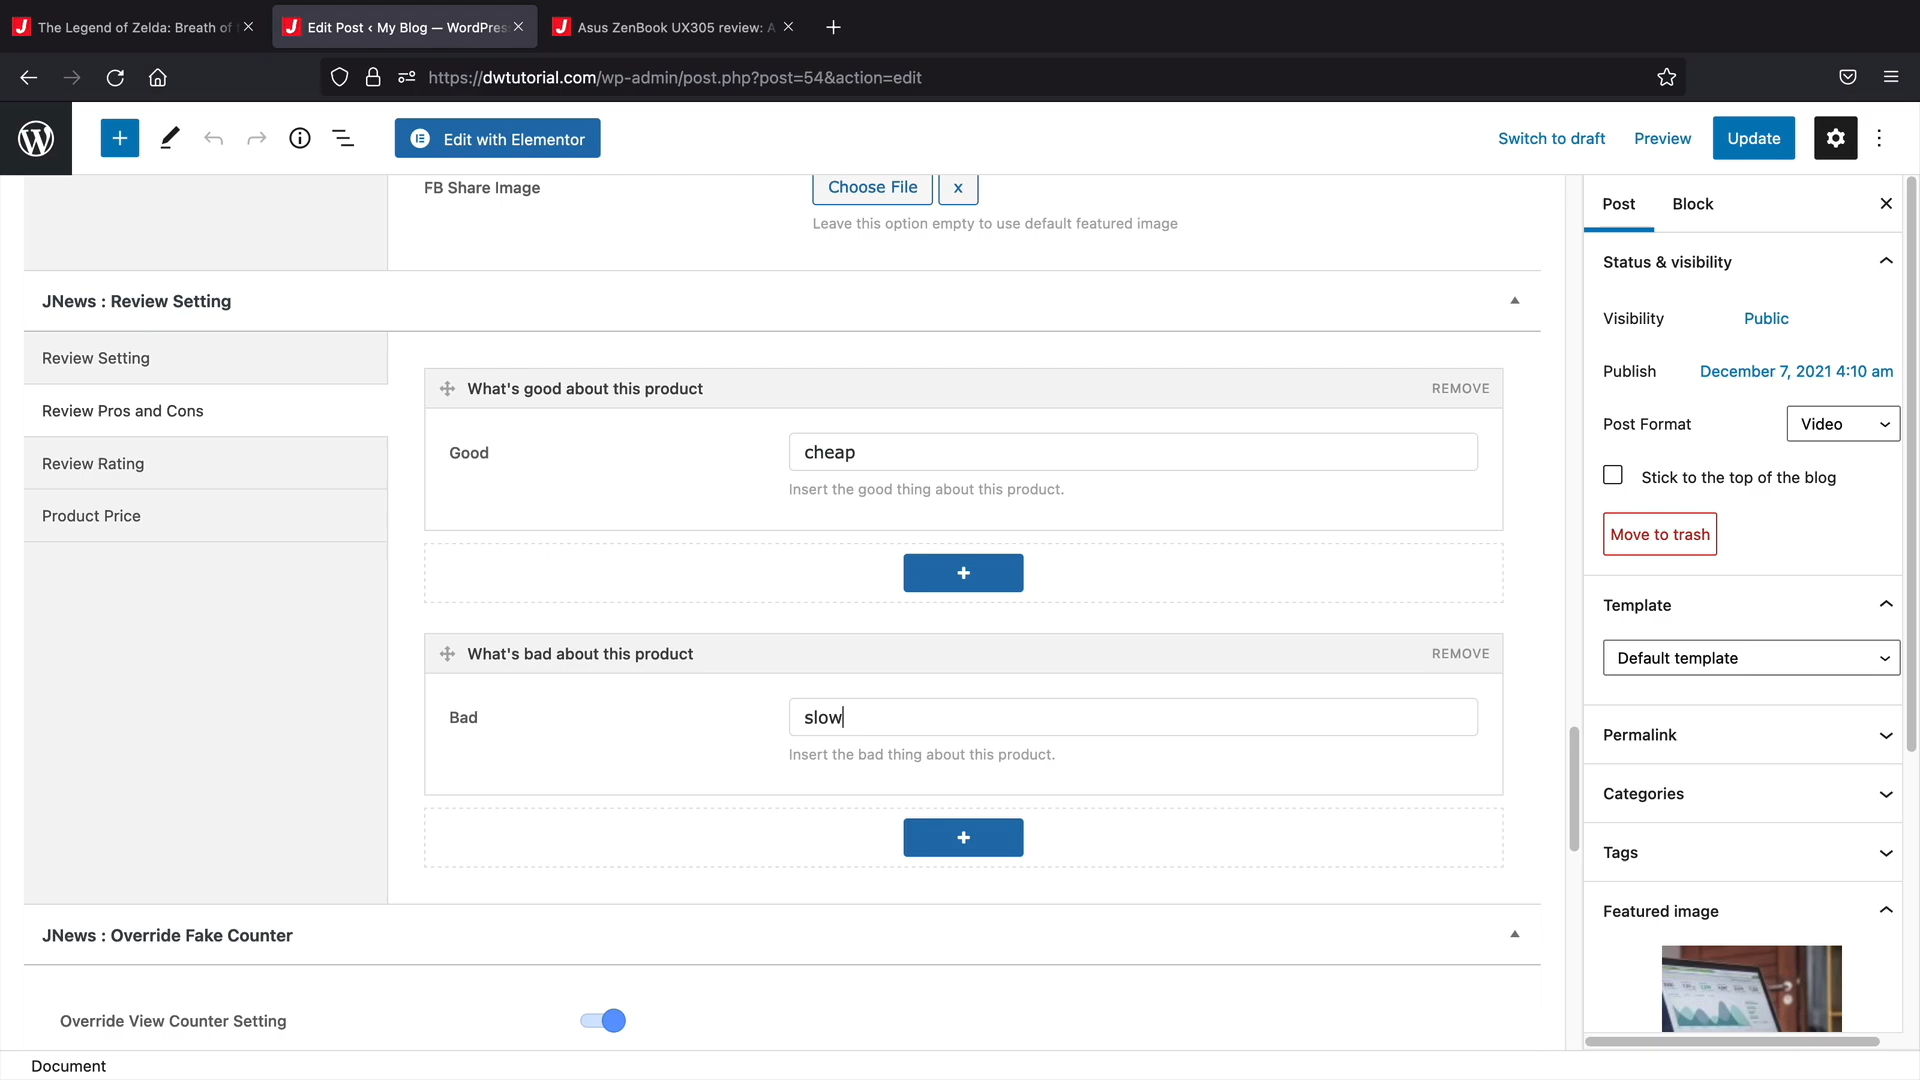 The Legend of Zelda: Breath of
Edit Post ‹ My Blog — WordPres
Asus ZenBook UX305 review: A
https://dwtutorial.com/wp-admin/post.php?post=54&action=edit
Edit with Elementor
Switch to draft
Preview
Update
FB Share Image
Choose File
x
Leave this option empty to use default featured image
JNews : Review Setting
Review Setting
Review Pros and Cons
Review Rating
Product Price
What's good about this product
REMOVE
Good
cheap
Insert the good thing about this product.
+
What's bad about this product
REMOVE
Bad
slow
Insert the bad thing about this product.
+
JNews : Override Fake Counter
Override View Counter Setting
Document
Post
Block
Status & visibility
Visibility
Public
Publish
December 7, 2021 4:10 am
Post Format
Video
Stick to the top of the blog
Move to trash
Template
Default template
Permalink
Categories
Tags
Featured image